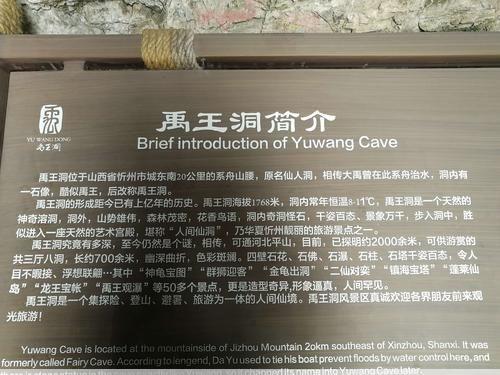 YU WANG DONG
禹王洞
禹王洞简介
Brief introduction of Yuwang Cave
禹王洞位于山西省忻州市城东南20公里的系舟山腰，原名仙人洞，相传大禹曾在此系舟治水，洞内有
一石像，酷似禹王，后改称禹王洞。
禹王洞的形成距今已有上亿年的历史。禹王洞海拔1768米，洞内常年恒温8-11℃，禹王洞是一个天然的
神奇溶洞，洞外，山势雄伟，森林茂密，花香鸟语，洞内奇洞怪石，千姿百态、景象万千，步入洞中，胜
似进入一座天然的艺术宫殿，堪称“人间仙洞”，乃华夏忻州靓丽的旅游景点之一。
禹王洞究竟有多深，至今仍然是个谜，相传，可通河北平山，目前，已探明约2000余米，可供游赏的
共三厅八洞，长约700余米，幽深曲折，色彩斑斓。四壁石花、石佛、石瀑、石柱、石塔千姿百态，令人
目不暇接、浮想联翩…其中“神龟宝图”“群狮迎客”“金龟出洞”“二仙对奕”“镇海宝塔”“蓬莱仙
岛”“龙王宝帐”“禹王观瀑”等50多个景点，更是造型奇异,形象逼真，人间罕见。
禹王洞是一个集探险、登山、避暑、旅游为一体的人间仙境。禹王洞风景区真诚欢迎各界朋友前来观
光旅游！
Yuwang Cave is located at the mountainside of Jizhou Mountain 20km southeast of Xinzhou, Shanxi. It was
formerly called Fairy Cave. According to lengend, Da Yu used to tie his boat prevent floods by water control here, and